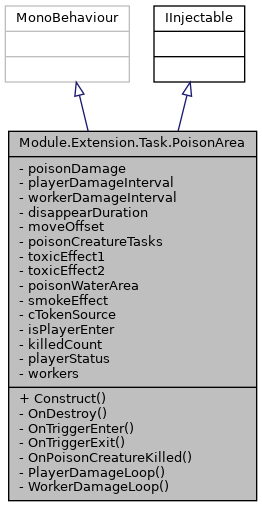 MonoBehaviour
IInjectable
Module.Extension.Task.PoisonArea
- poisonDamage
- playerDamageInterval
- workerDamageInterval
- disappearDuration
- moveOffset
- poisonCreatureTasks
- toxicEffect1
- toxicEffect2
- poisonWaterArea
- smokeEffect
- cTokenSource
- isPlayerEnter
- killedCount
- playerStatus
- workers
+ Construct()
- OnDestroy()
- OnTriggerEnter()
- OnTriggerExit()
- OnPoisonCreatureKilled()
- PlayerDamageLoop()
- WorkerDamageLoop()